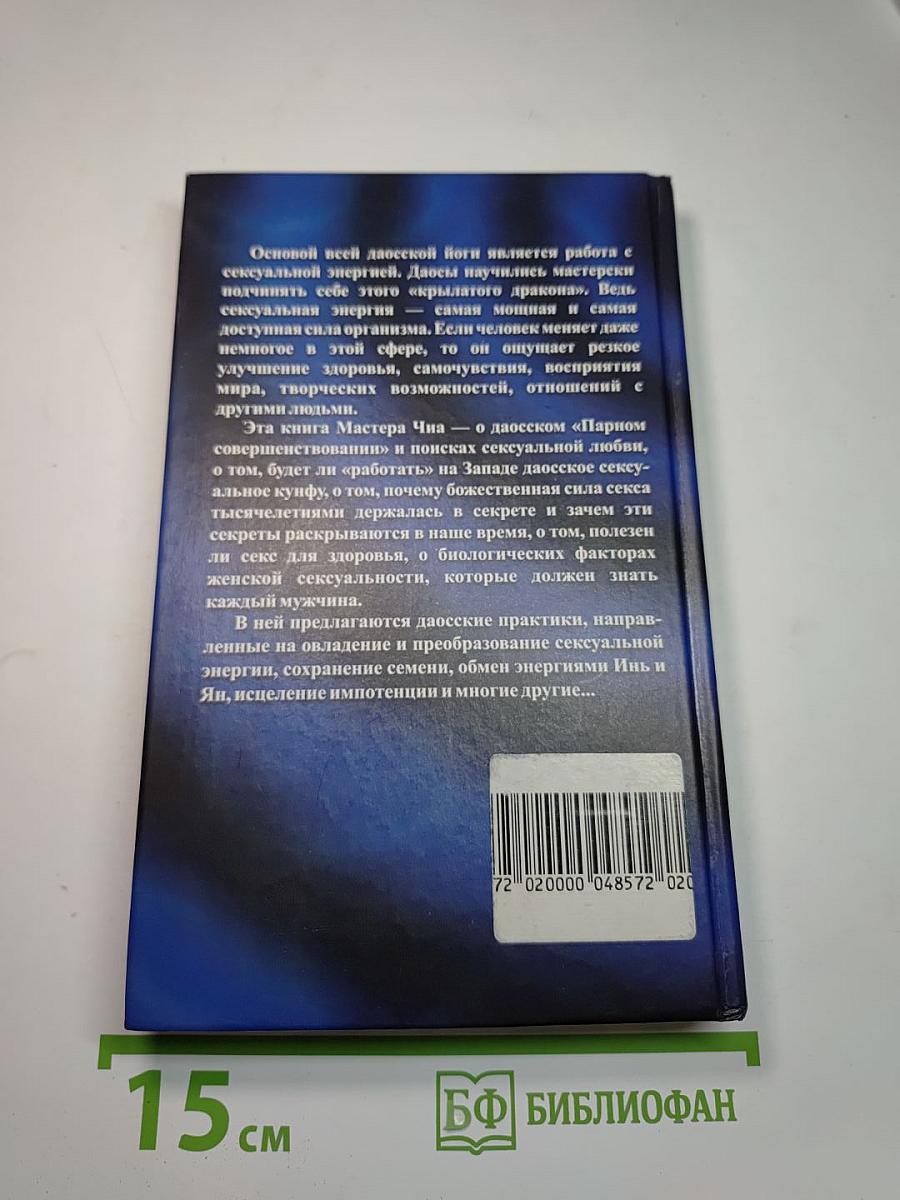 Основой всей даосской йоги является работа с
сексуальной энергией. Даосы научились мастерски
подчинять себе этого «крылатого дракона». Ведь
сексуальная энергия — самая мощная и самая
доступная сила организма. Если человек меняет даже
немногое в этой сфере, то он ощущает резкое
улучшение здоровья, самочувствия, восприятия
мира, творческих возможностей, отношений с
другими людьми.
Эта книга Мастера Чиа — о даосском «Парном
совершенствовании» и поисках сексуальной любви,
о том, будет ли «работать» на Западе даосское сексу-
альное кунфу, о том, почему божественная сила секса
тысячелетиями держалась в секрете и зачем эти
секреты раскрываются в наше время, о том, полезен
ли секс для здоровья, о биологических факторах
женской сексуальности, которые должен знать
каждый мужчина.
В ней предлагаются даосские практики, направ-
ленные на овладение и преобразование сексуальной
энергии, сохранение семени, обмен энергиями Инь и
Ян, исцеление импотенции и многие другие...
72 020000 048572 020
15 см
БФ БИБЛИОФАН